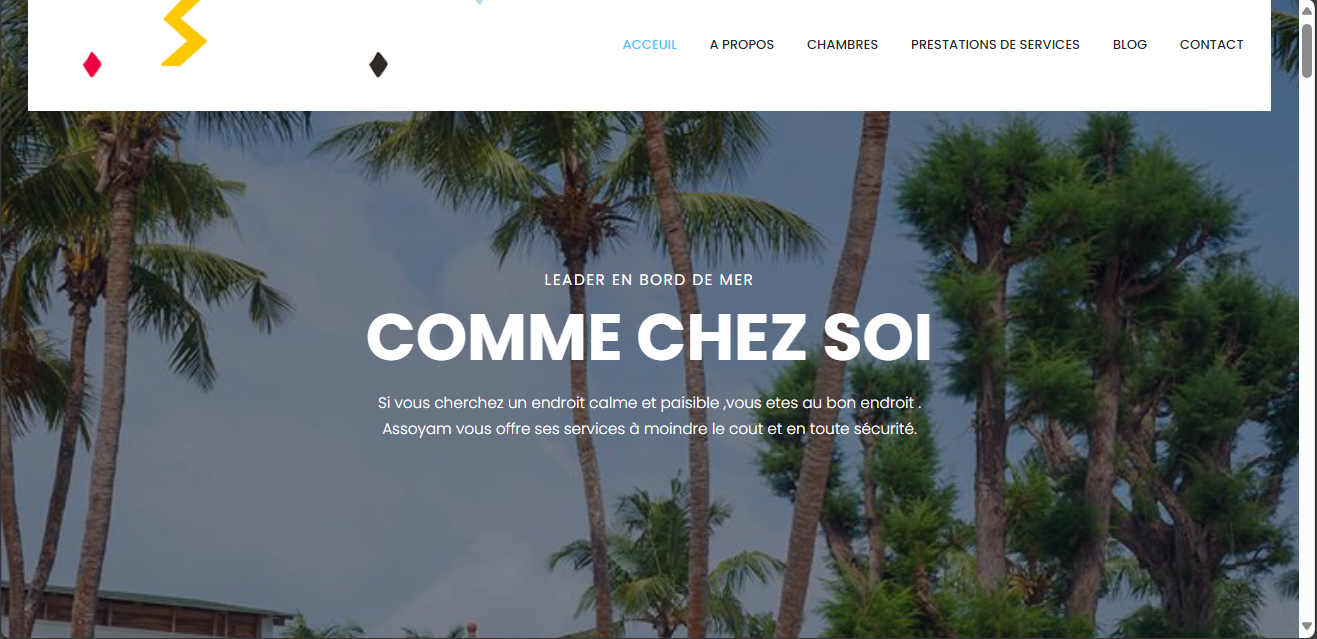 ACCEUIL A PROPOS CHAMBRES PRESTATIONS DE SERVICES BLOG CONTACT
LEADER EN BORD DE MER
COMME CHEZ SOI
Si vous cherchez un endroit calme et paisible ,vous etes au bon endroit .
Assoyam vous offre ses services à moindre le cout et en toute sécurité.